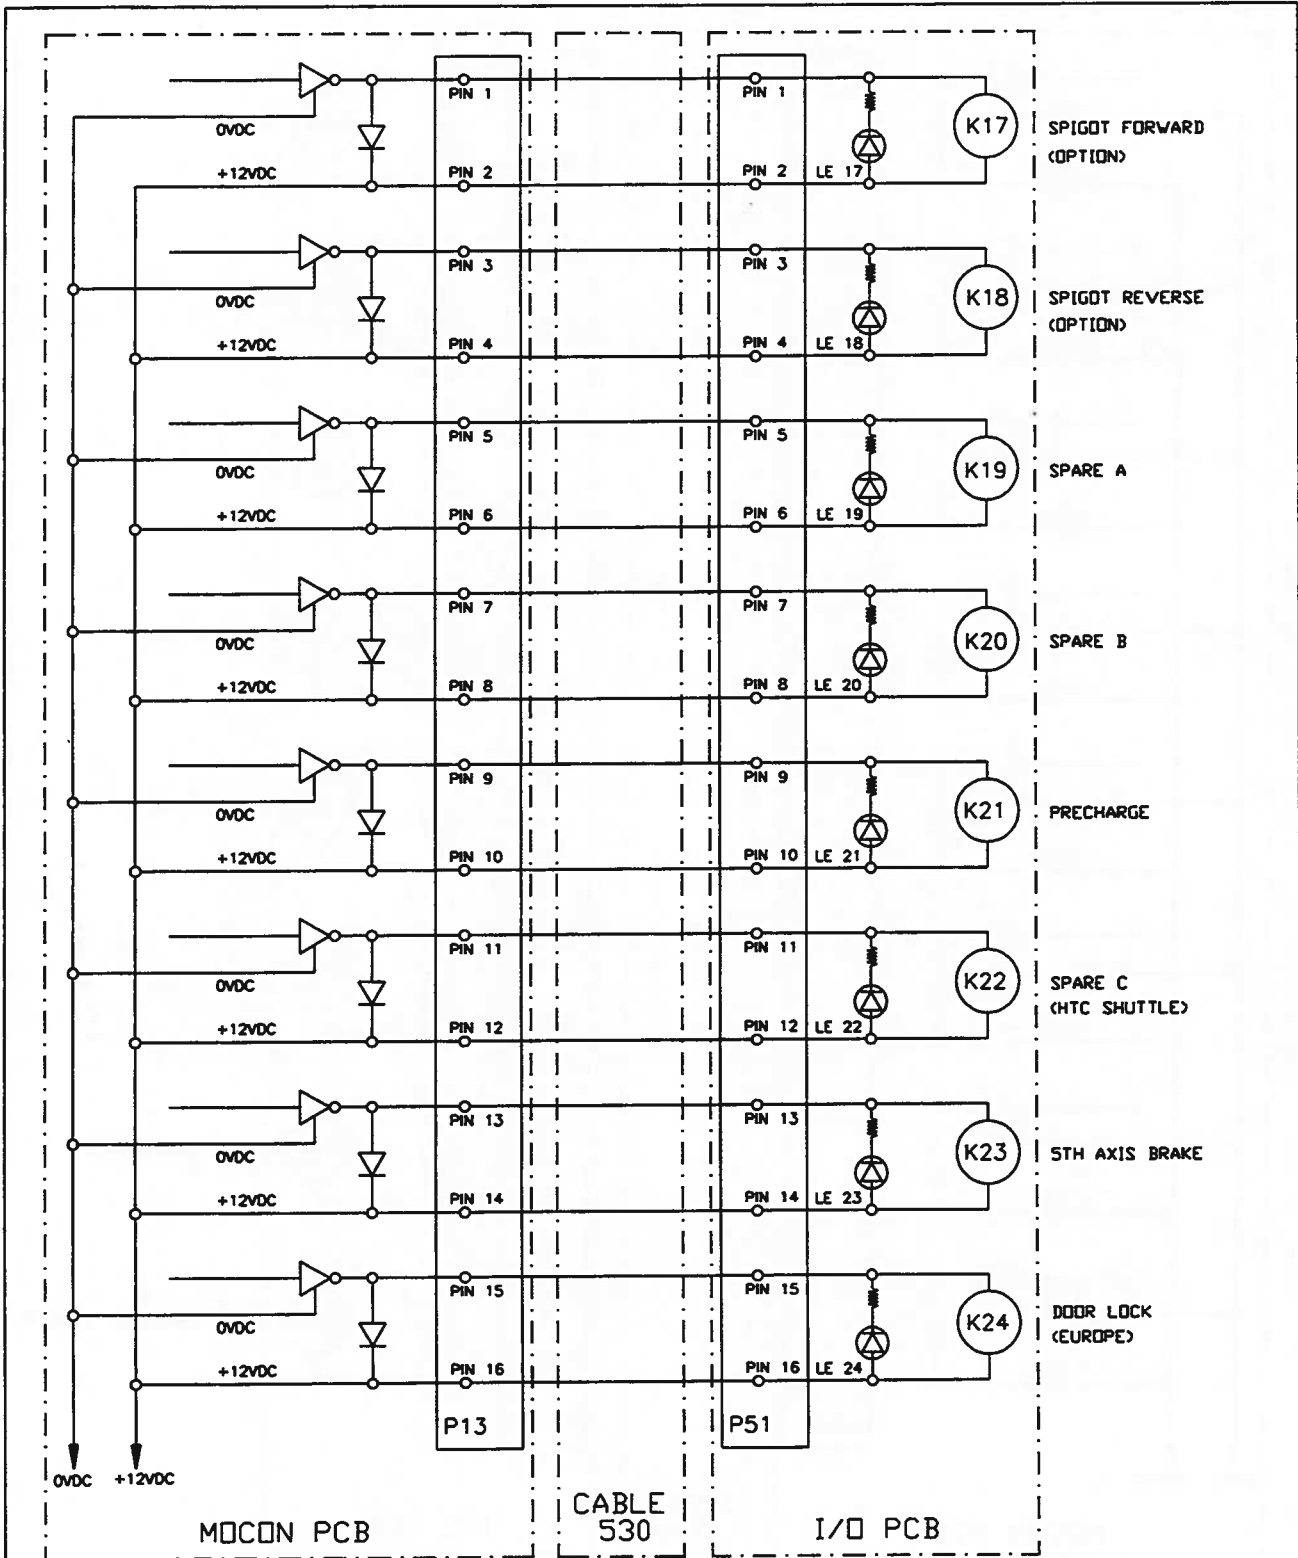 PIN 1
PIN 1
K17
SPIGOT FORWARD
(OPTION)
0VDC
+12VDC
PIN 2
PIN 2
LE 17
PIN 3
PIN 3
K18
SPIGOT REVERSE
(OPTION)
0VDC
+12VDC
PIN 4
PIN 4
LE 18
PIN 5
PIN 5
K19
SPARE A
0VDC
+12VDC
PIN 6
PIN 6
LE 19
PIN 7
PIN 7
K20
SPARE B
0VDC
+12VDC
PIN 8
PIN 8
LE 20
PIN 9
PIN 9
K21
PRECHARGE
0VDC
+12VDC
PIN 10
PIN 10
LE 21
PIN 11
PIN 11
K22
SPARE C
(HTC SHUTTLE)
0VDC
+12VDC
PIN 12
PIN 12
LE 22
PIN 13
PIN 13
K23
5TH AXIS BRAKE
0VDC
+12VDC
PIN 14
PIN 14
LE 23
PIN 15
PIN 15
K24
DOOR LOCK
(EUROPE)
0VDC
+12VDC
PIN 16
PIN 16
LE 24
P13
P51
0VDC
+12VDC
MOCON PCB
CABLE
530
I/O PCB